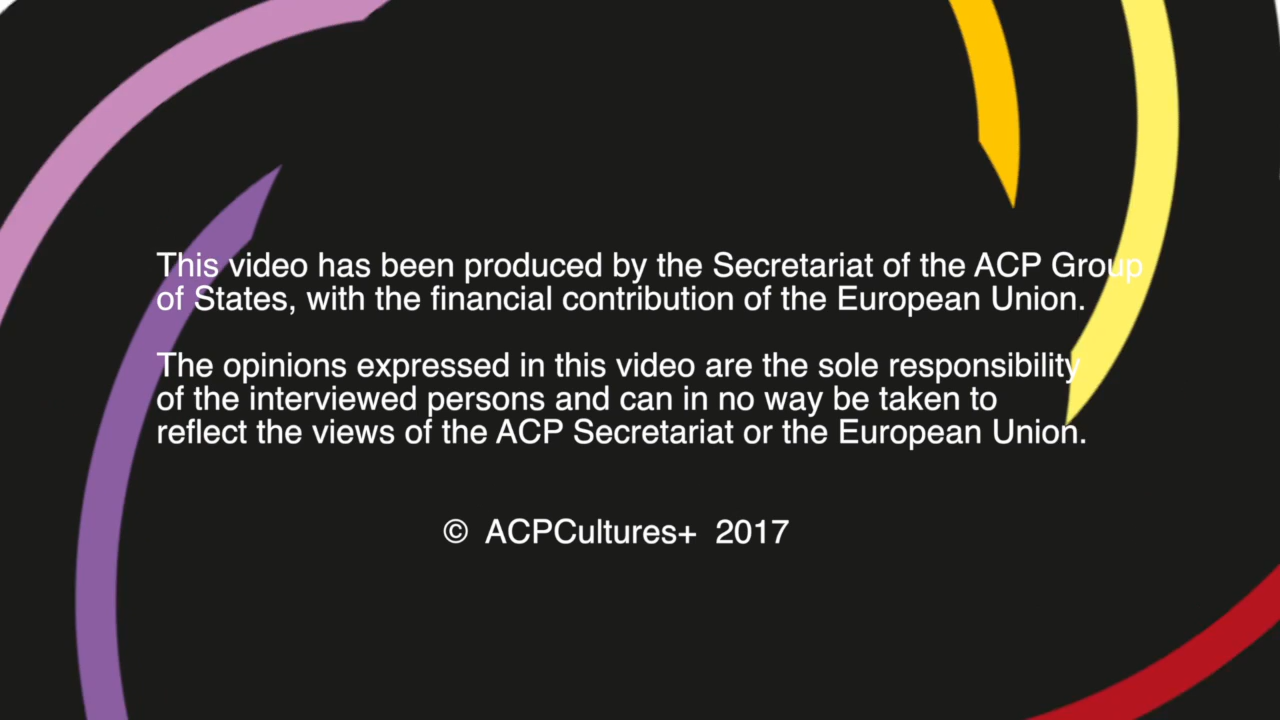 This video has been produced by the Secretariat of the ACP Group
of States, with the financial contribution of the European Union.
The opinions expressed in this video are the sole responsibility
of the interviewed persons and can in no way be taken to
reflect the views of the ACP Secretariat or the European Union.
© ACPCultures+ 2017